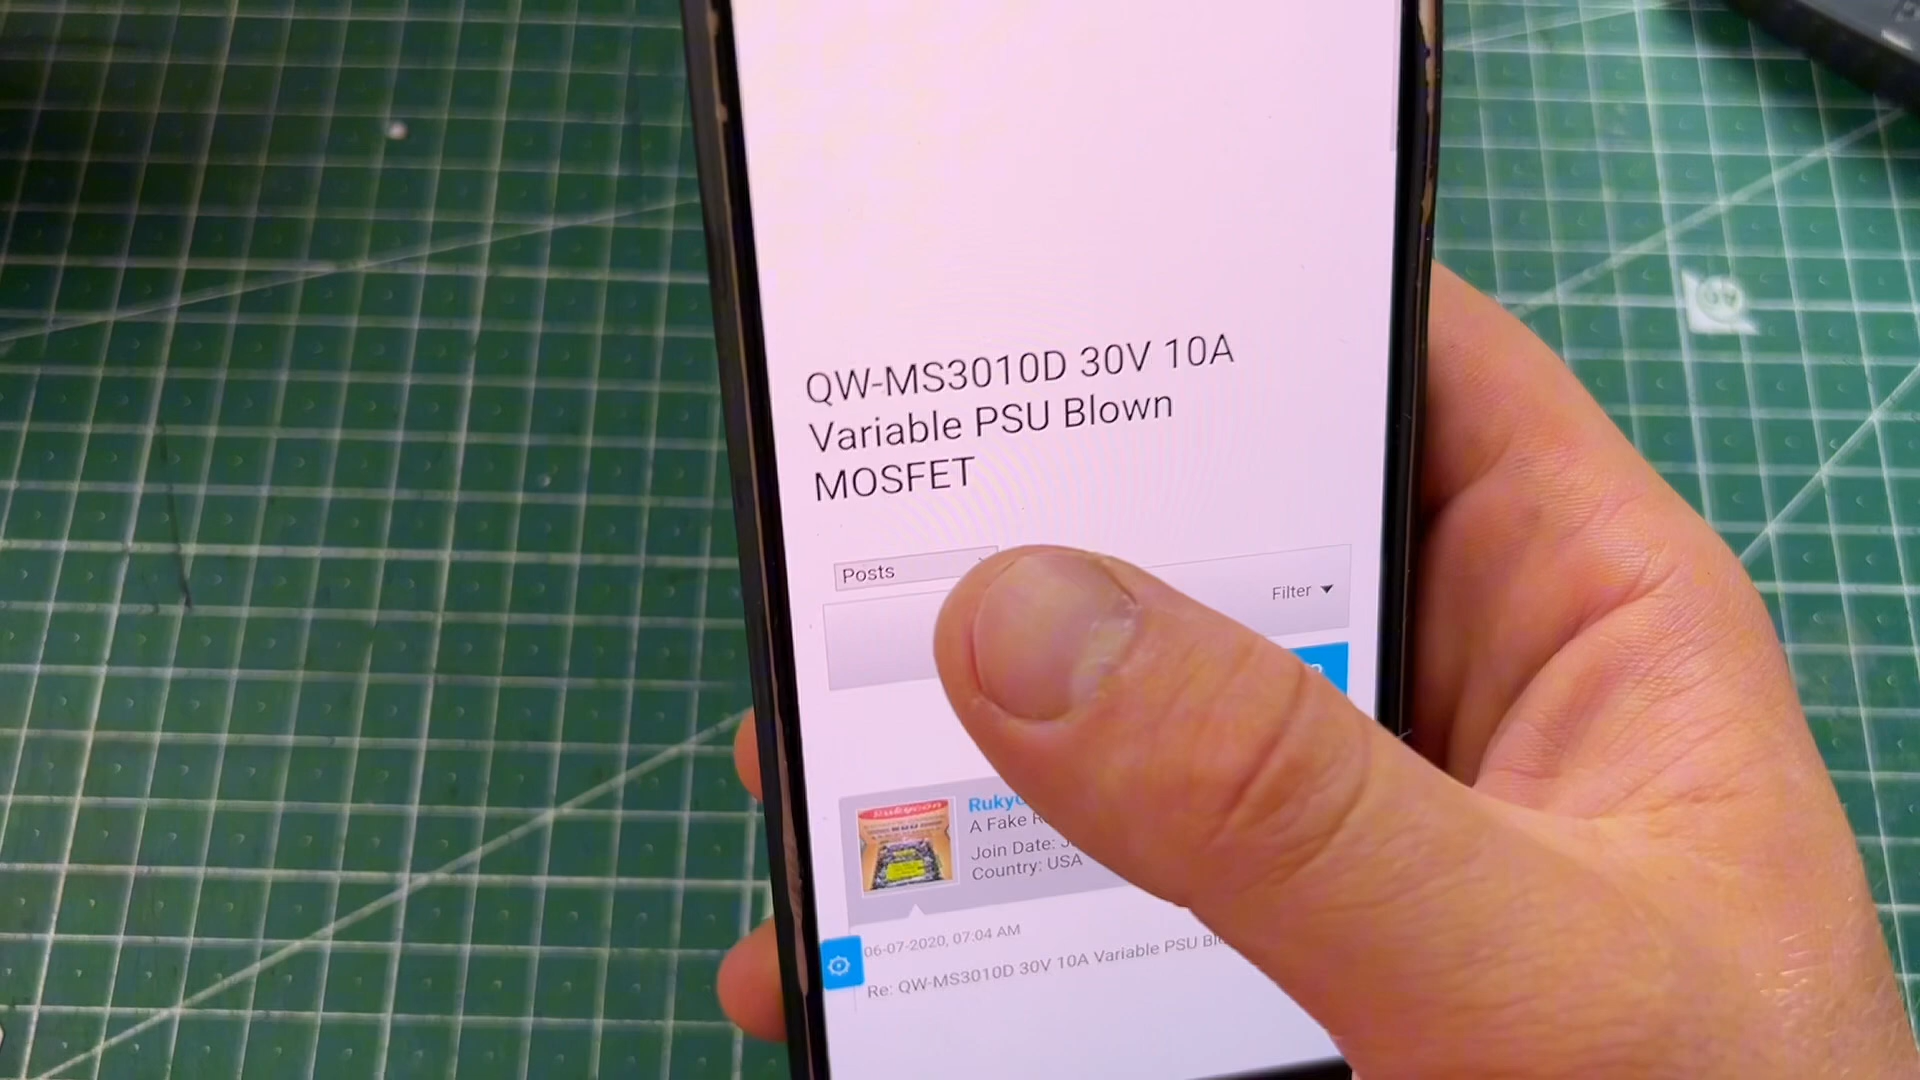 QW-MS3010D 30V 10A
Variable PSU Blown
MOSFET
Posts
Filter
A Fake
Join Date:
Country: USA
06-07-2020, 07:04 AM
Re: QW-MS3010D 30V 10A Variable PSU